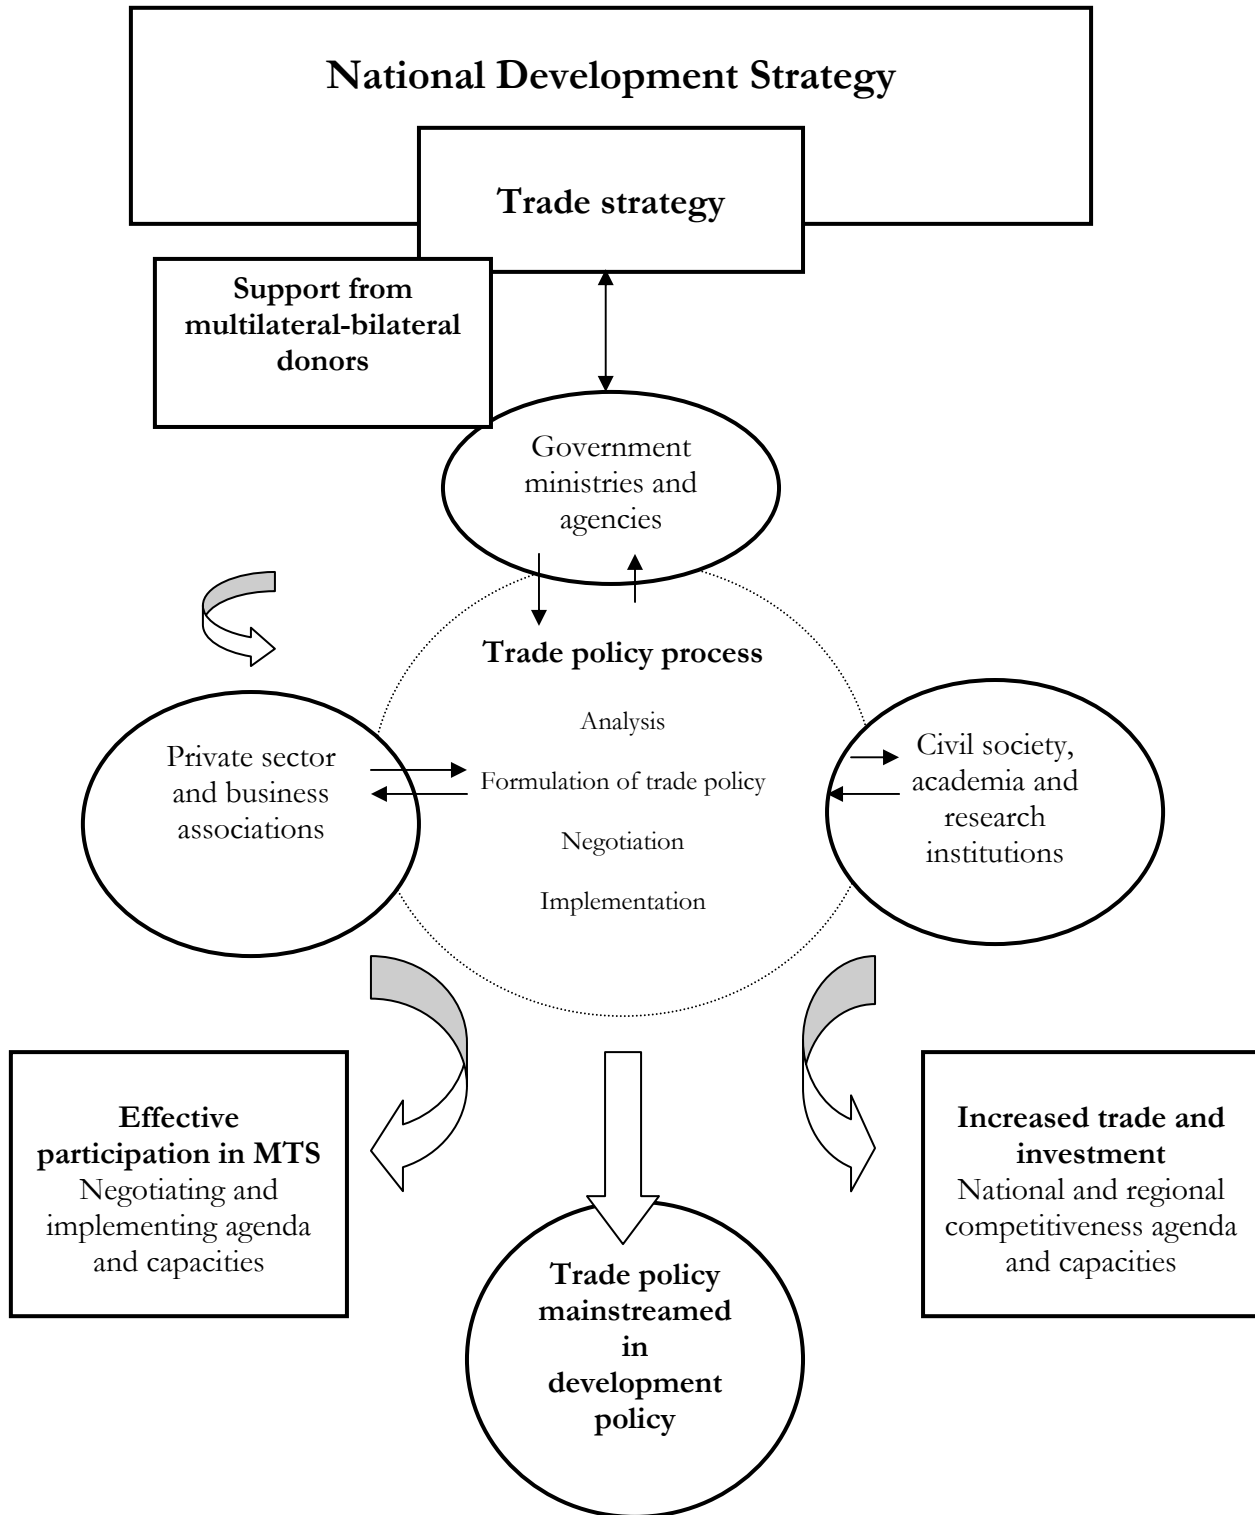 National Development Strategy
Trade strategy
Support from
multilateral-bilateral
donors
Government
ministries and
agencies
Trade policy process
Analysis
Formulation of trade policy
Negotiation
Implementation
Private sector
and business
associations
Civil society,
academia and
research
institutions
Effective
participation in MTS
Negotiating and
implementing agenda
and capacities
Trade policy
mainstreamed
in
development
policy
Increased trade and
investment
National and regional
competitiveness agenda
and capacities